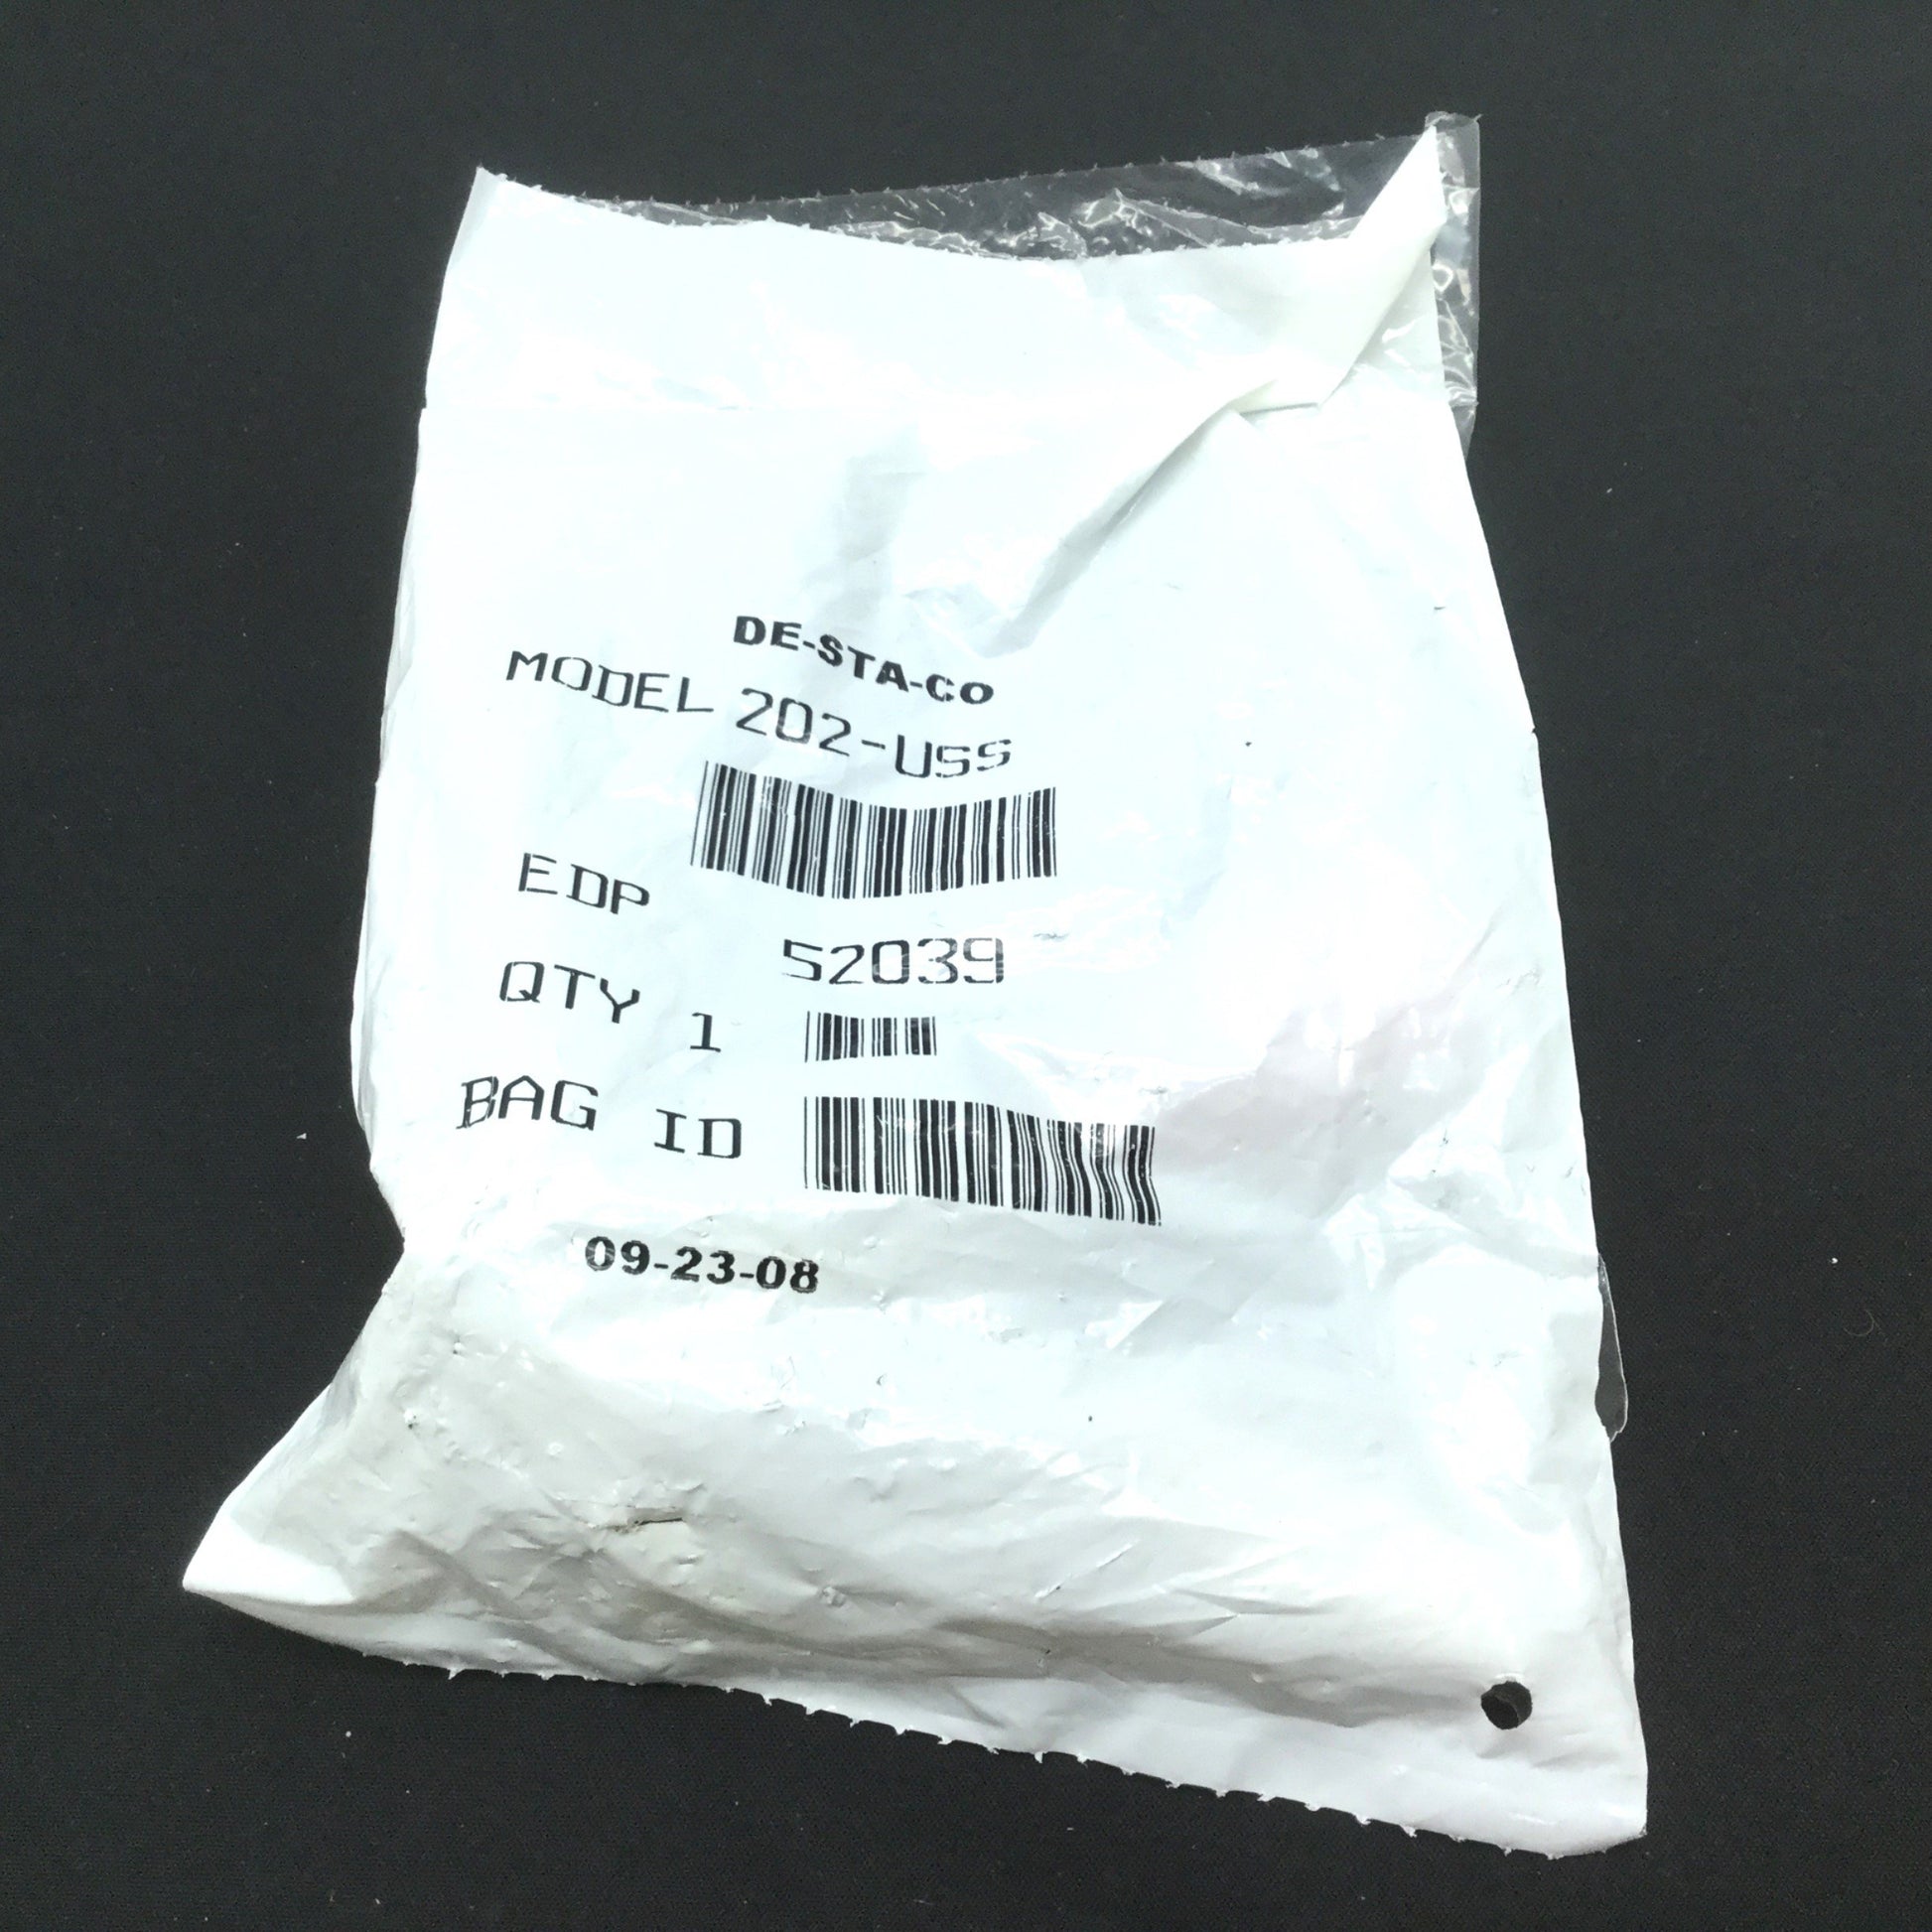 DE-STA-CO
MODEL 202-USS
EDP 52039
QTY 1
BAG ID
09-23-08